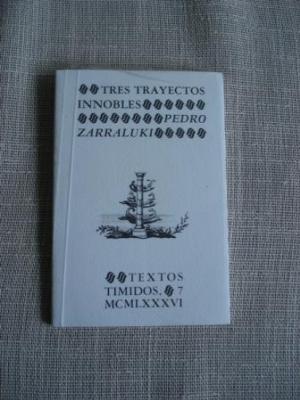 TRES TRAYECTOS
INNOBLES
PEDRO
ZARRALUKI
TEXTOS
TIMIDOS. 7
MCMLXXXVI